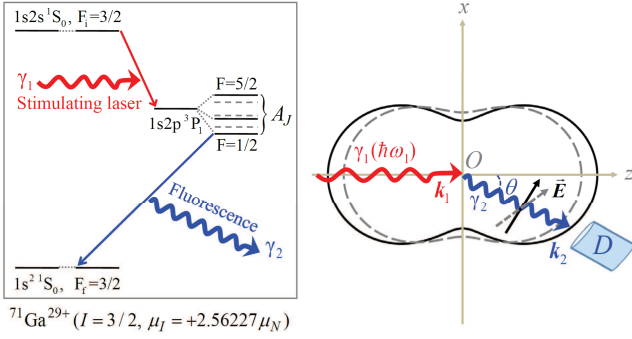 1s2s ¹S₀, Fᵢ=3/2
γ₁
Stimulating laser
F=5/2
A_J
1s2p ³P₁
F=1/2
Fluorescence
γ₂
1s² ¹S₀, F_f=3/2
⁷¹Ga²⁹⁺ (I = 3/2, μ_I = +2.56227 μ_N)
x
γ₁(ħω₁)
O
z
k₁
γ₂
θ
E⃗
k₂
D